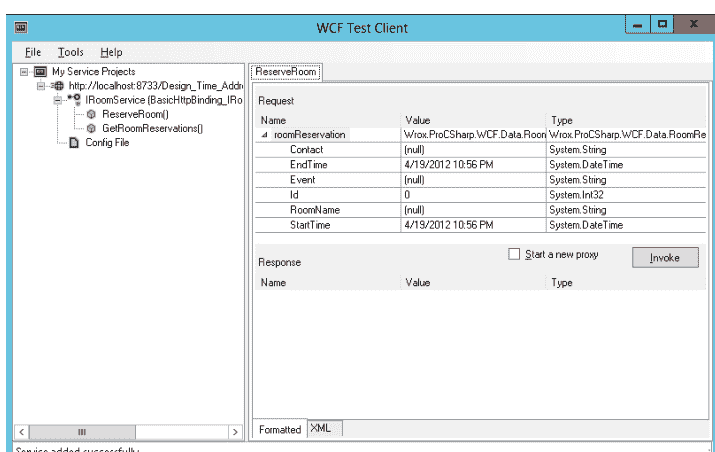 WCF Test Client
File Tools Help
My Service Projects
http://localhost:8733/Design_Time_Addr
IRoomService (BasicHttpBinding_IRo
ReserveRoom()
GetRoomReservations()
Config File
ReserveRoom
Request
Name Value Type
roomReservation Wrox.ProCSharp.WCF.Data.Room Wrox.ProCSharp.WCF.Data.RoomRe
Contact (null) System.String
EndTime 4/19/2012 10:56 PM System.DateTime
Event (null) System.String
Id 0 System.Int32
RoomName (null) System.String
StartTime 4/19/2012 10:56 PM System.DateTime
Response
Start a new proxy Invoke
Name Value Type
Formatted XML
Service added successfully.